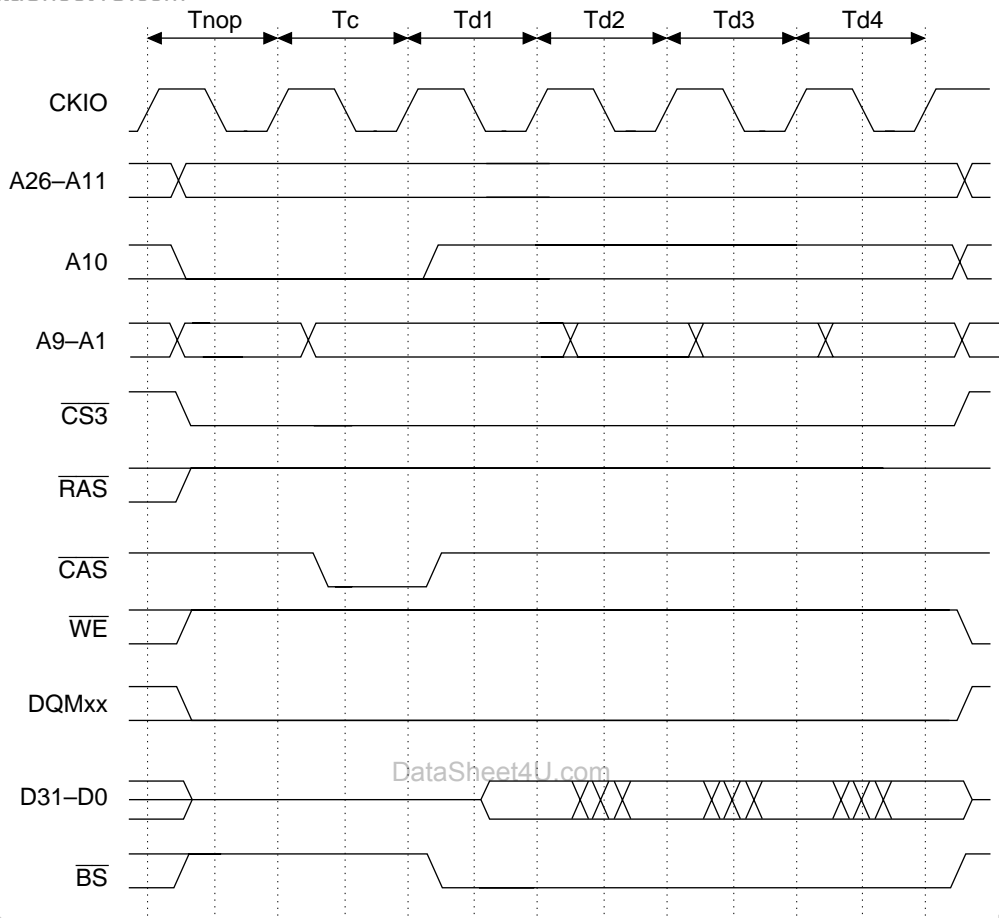 Tnop Tc Td1 Td2 Td3 Td4
CKIO
A26–A11
A10
A9–A1
CS3
RAS
CAS
WE
DQMxx
DataSheet4U.com
D31–D0
BS